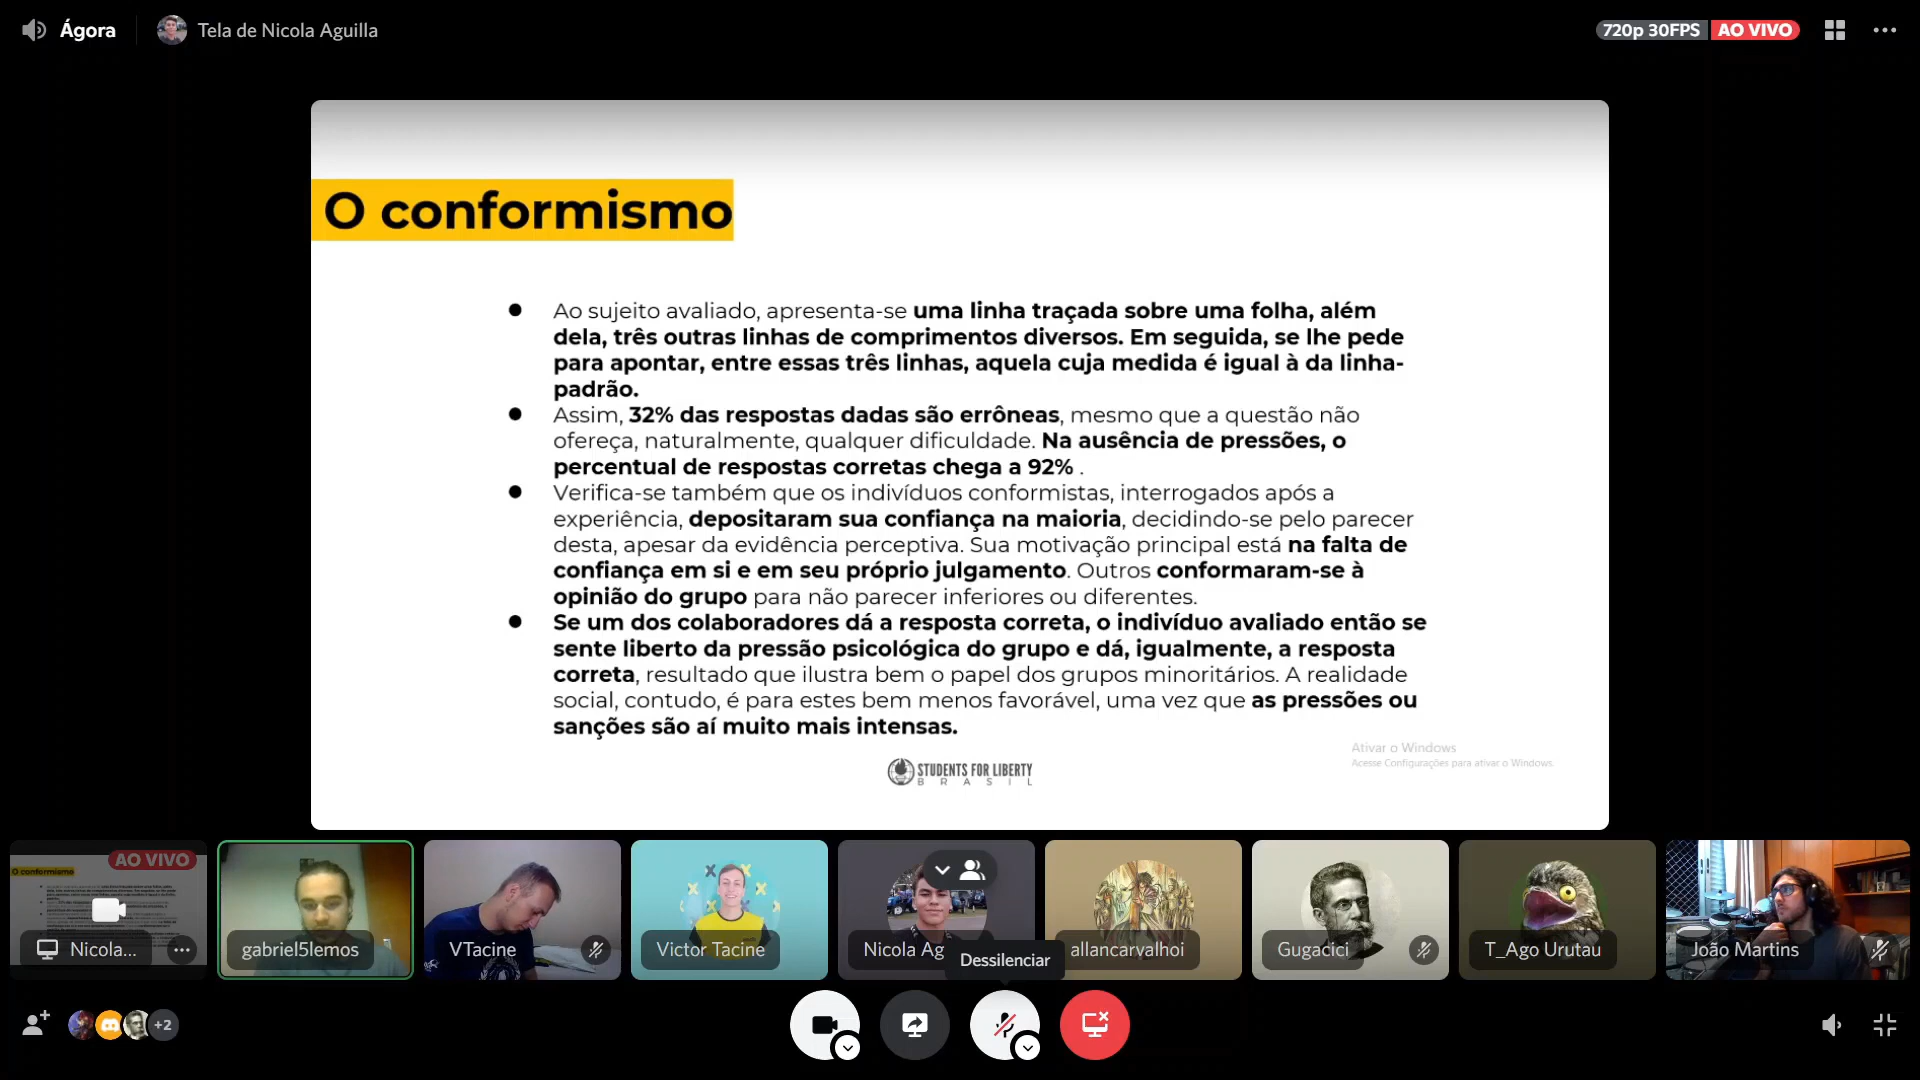 Ágora
Tela de Nicola Aguilla
720p 30FPS
AO VIVO
O conformismo
● Ao sujeito avaliado, apresenta-se uma linha traçada sobre uma folha, além
dela, três outras linhas de comprimentos diversos. Em seguida, se lhe pede
para apontar, entre essas três linhas, aquela cuja medida é igual à da linha-
padrão.
● Assim, 32% das respostas dadas são errôneas, mesmo que a questão não
ofereça, naturalmente, qualquer dificuldade. Na ausência de pressões, o
percentual de respostas corretas chega a 92% .
● Verifica-se também que os indivíduos conformistas, interrogados após a
experiência, depositaram sua confiança na maioria, decidindo-se pelo parecer
desta, apesar da evidência perceptiva. Sua motivação principal está na falta de
confiança em si e em seu próprio julgamento. Outros conformaram-se à
opinião do grupo para não parecer inferiores ou diferentes.
● Se um dos colaboradores dá a resposta correta, o indivíduo avaliado então se
sente liberto da pressão psicológica do grupo e dá, igualmente, a resposta
correta, resultado que ilustra bem o papel dos grupos minoritários. A realidade
social, contudo, é para estes bem menos favorável, uma vez que as pressões ou
sanções são aí muito mais intensas.
Ativar o Windows
Acesse Configurações para ativar o Windows.
STUDENTS FOR LIBERTY
BRASIL
AO VIVO
O conformismo
Nicola...
gabriel5lemos
VTacine
Victor Tacine
Nicola Ag
Dessilenciar
allancarvalhoi
Gugacici
T_Ago Urutau
João Martins
+2